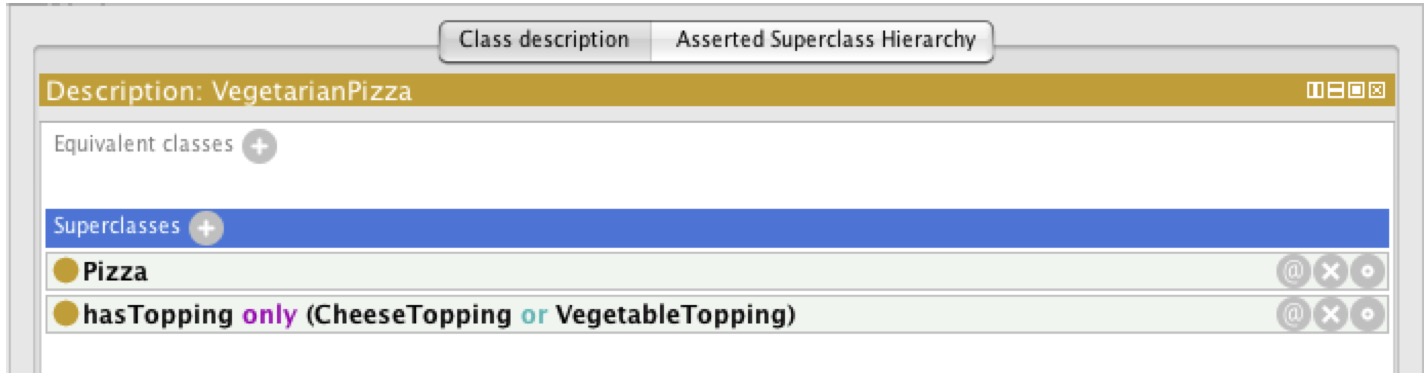 Class description
Asserted Superclass Hierarchy
Description: VegetarianPizza
Equivalent classes
Superclasses
Pizza
hasTopping only (CheeseTopping or VegetableTopping)